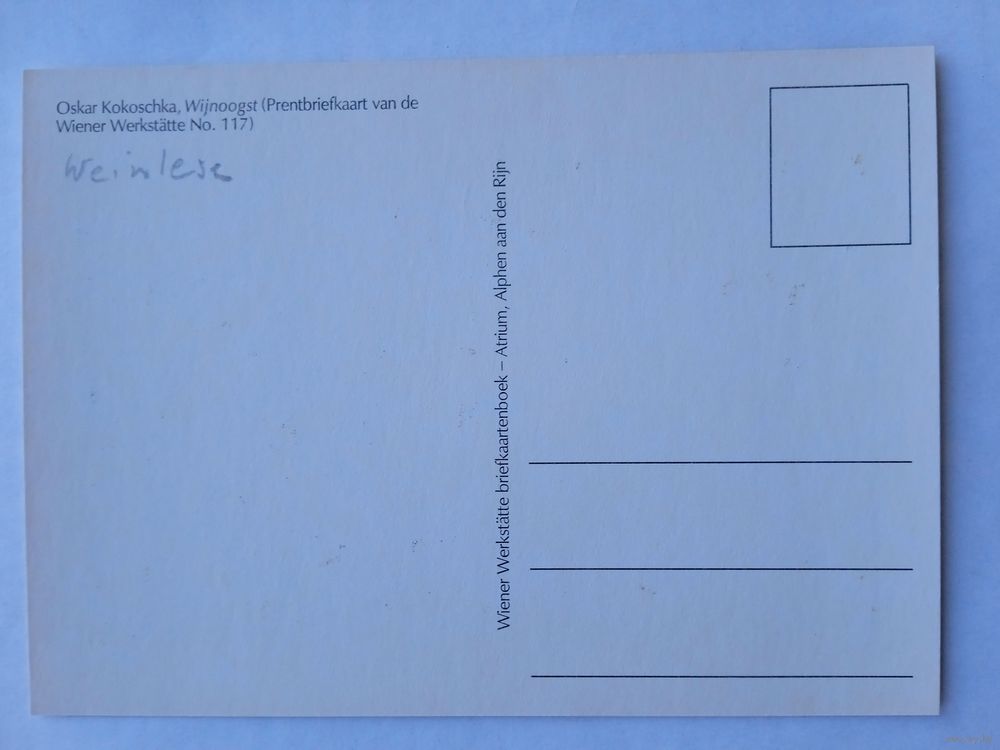 Oskar Kokoschka, Wijnoogst (Prentbriefkaart van de
Wiener Werkstätte No. 117)
Weinlese
Wiener Werkstätte briefkaartenboek – Atrium, Alphen aan den Rijn